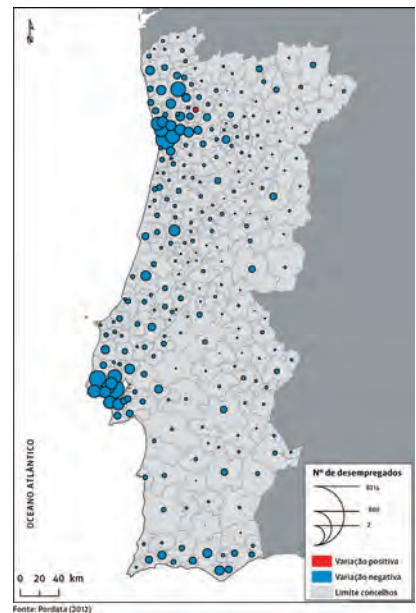 N
OCEANO ATLÂNTICO
Nº de desempregados
2
Variação positiva
Variação negativa
Limite concelhos
0 20 40 km
Fonte: Pordata (2012)